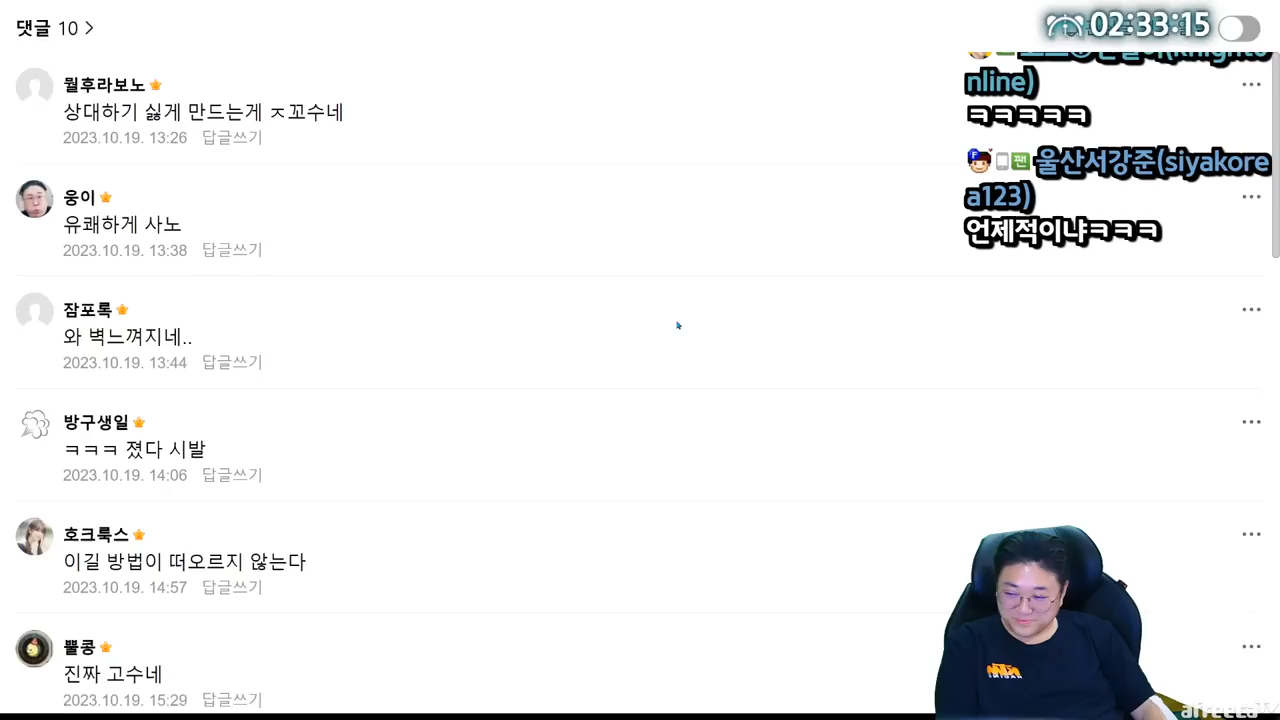 댓글 10 >
02:33:15
월후라보노
상대하기 싫게 만드는게 ㅈ꼬수네
2023.10.19. 13:26 답글쓰기
웅이
유쾌하게 사노
2023.10.19. 13:38 답글쓰기
잠포록
와 벽느껴지네..
2023.10.19. 13:44 답글쓰기
방구생일
ㅋㅋㅋ 졌다 시발
2023.10.19. 14:06 답글쓰기
호크룩스
이길 방법이 떠오르지 않는다
2023.10.19. 14:57 답글쓰기
뿔콩
진짜 고수네
2023.10.19. 15:29 답글쓰기
nline)
ㅋㅋㅋㅋㅋ
팬 울산서강준(siyakore
a123)
언제적이냐ㅋㅋㅋ
afreecaTV